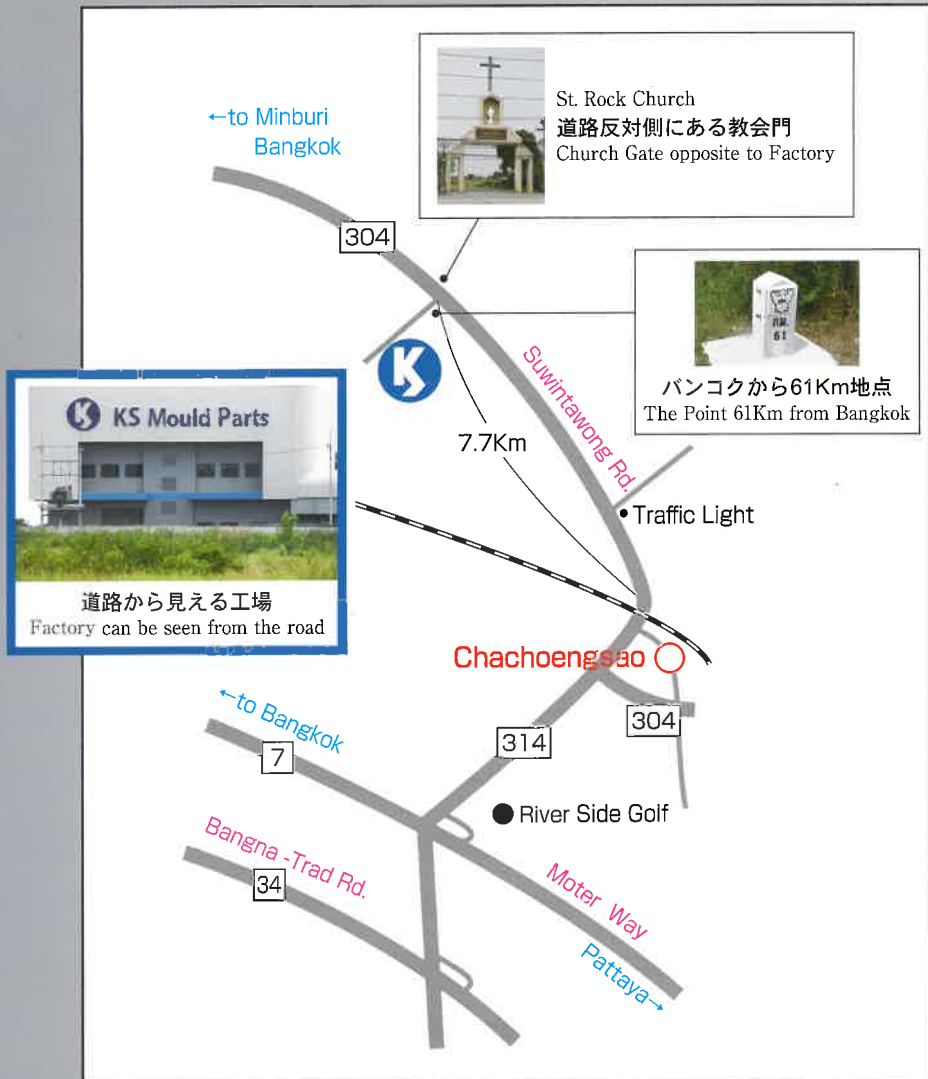 ←to Minburi
Bangkok
St. Rock Church
道路反対側にある教会門
Church Gate opposite to Factory
304
KM.
61
バンコクから61Km地点
The Point 61Km from Bangkok
KS
Suwintawong Rd.
7.7Km
KS Mould Parts
道路から見える工場
Factory can be seen from the road
Traffic Light
Chachoengsao
304
314
←to Bangkok
7
River Side Golf
Bangna -Trad Rd.
34
Moter Way
Pattaya→